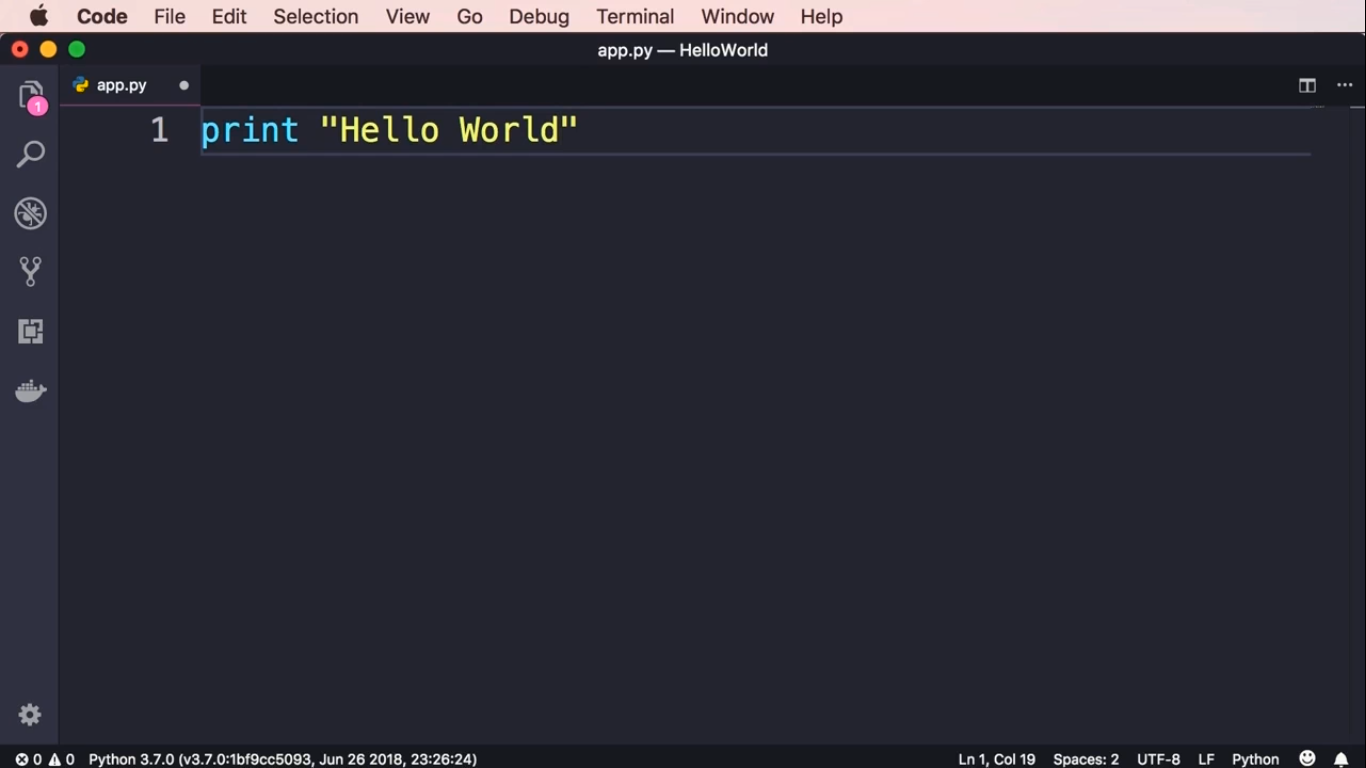 Code File Edit Selection View Go Debug Terminal Window Help
app.py — HelloWorld
app.py
1
1 print "Hello World"
0 0 Python 3.7.0 (v3.7.0:1bf9cc5093, Jun 26 2018, 23:26:24) Ln 1, Col 19 Spaces: 2 UTF-8 LF Python